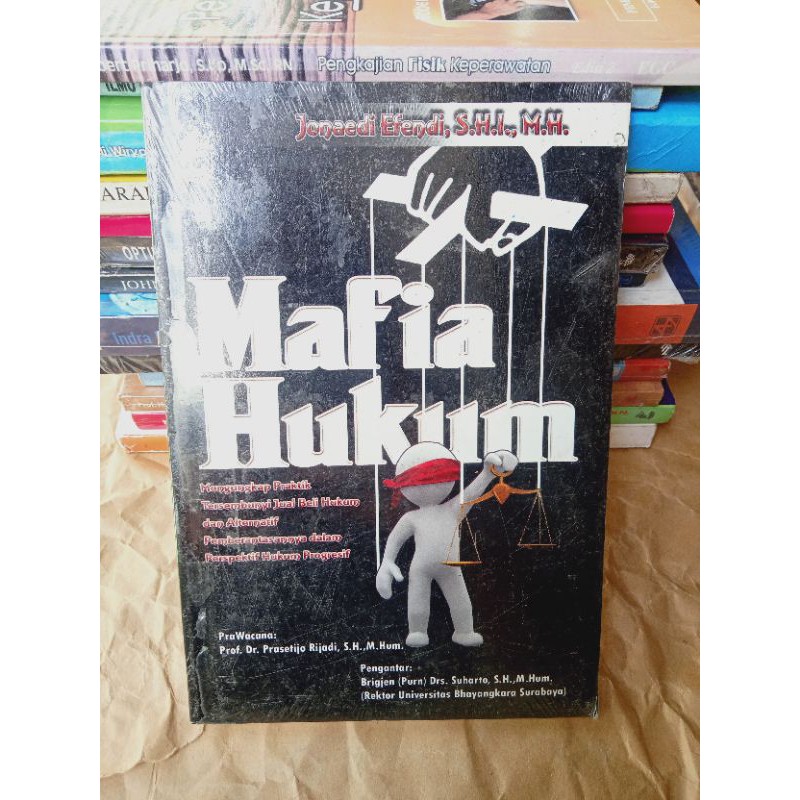 Pengkajian Fisik Keperawatan
ILMU
OPTI
JOH
Indra
Jonaedi Efendi, S.H.I., M.H.
Mafia
Hukum
Mengungkap Praktik
Tersembunyi Jual Beli Hukum
dan Alternatif
Pemberantasannya dalam
Perspektif Hukum Progresif
PraWacana:
Prof. Dr. Prasetijo Rijadi, S.H.,M.Hum.
Pengantar:
Brigjen (Purn) Drs. Suharto, S.H.,M.Hum.
(Rektor Universitas Bhayangkara Surabaya)